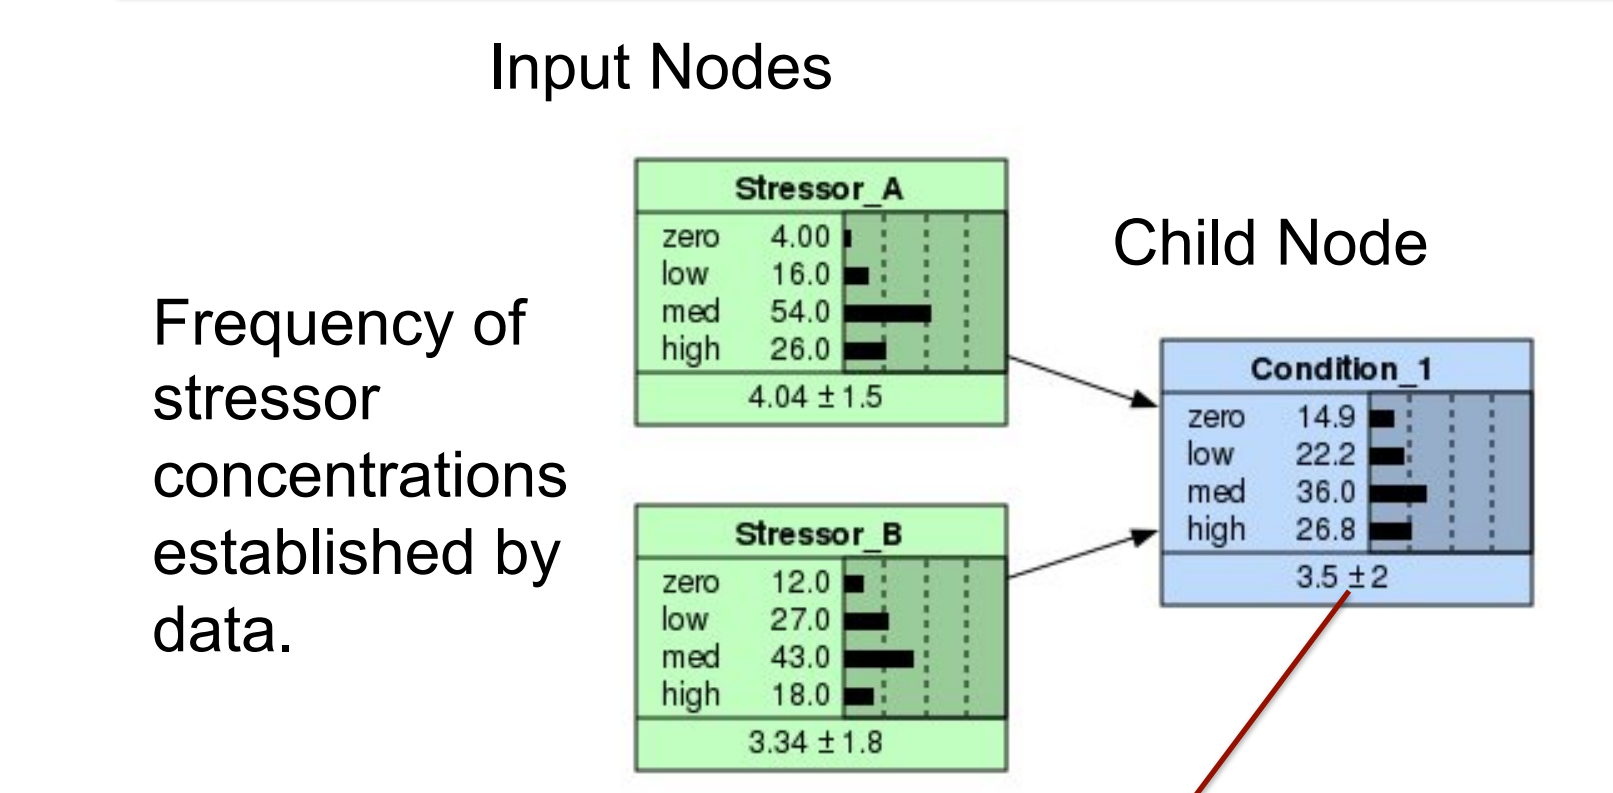 Input Nodes
Stressor_A
zero 4.00
low 16.0
med 54.0
high 26.0
4.04 ± 1.5
Child Node
Frequency of
stressor
concentrations
established by
data.
Condition_1
zero 14.9
low 22.2
med 36.0
high 26.8
3.5 ± 2
Stressor_B
zero 12.0
low 27.0
med 43.0
high 18.0
3.34 ± 1.8